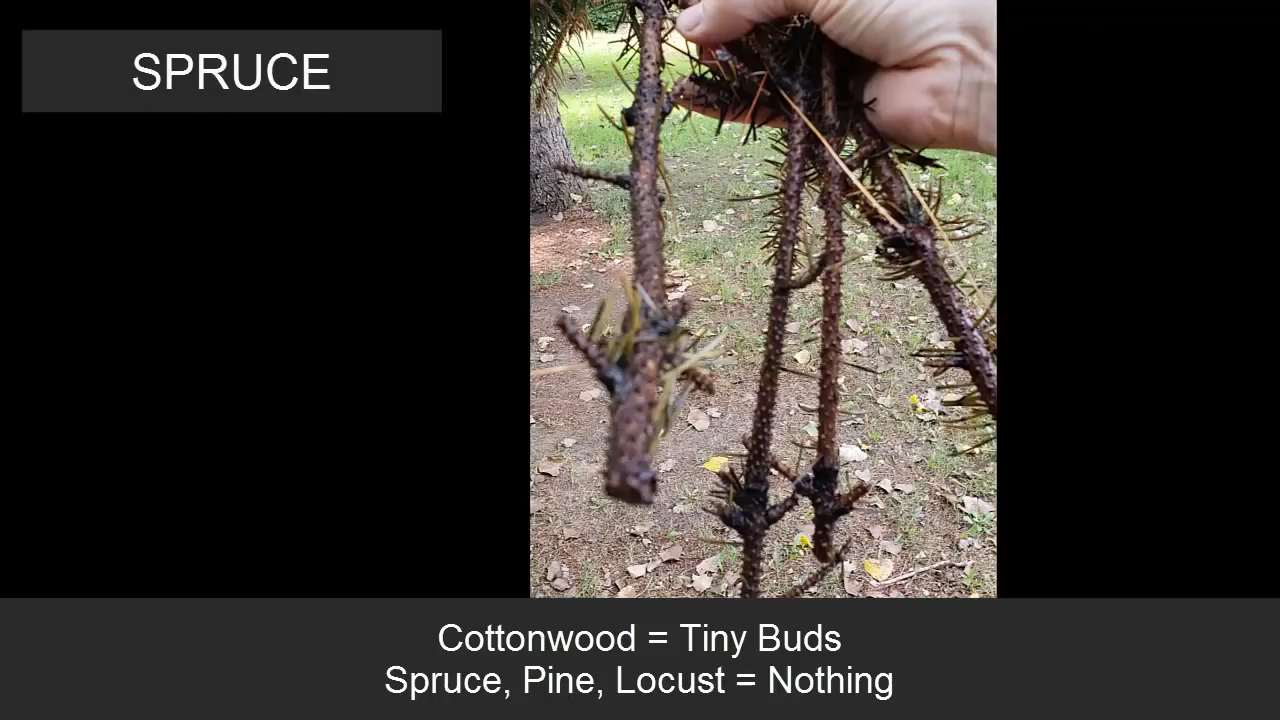 SPRUCE
Cottonwood = Tiny Buds
Spruce, Pine, Locust = Nothing